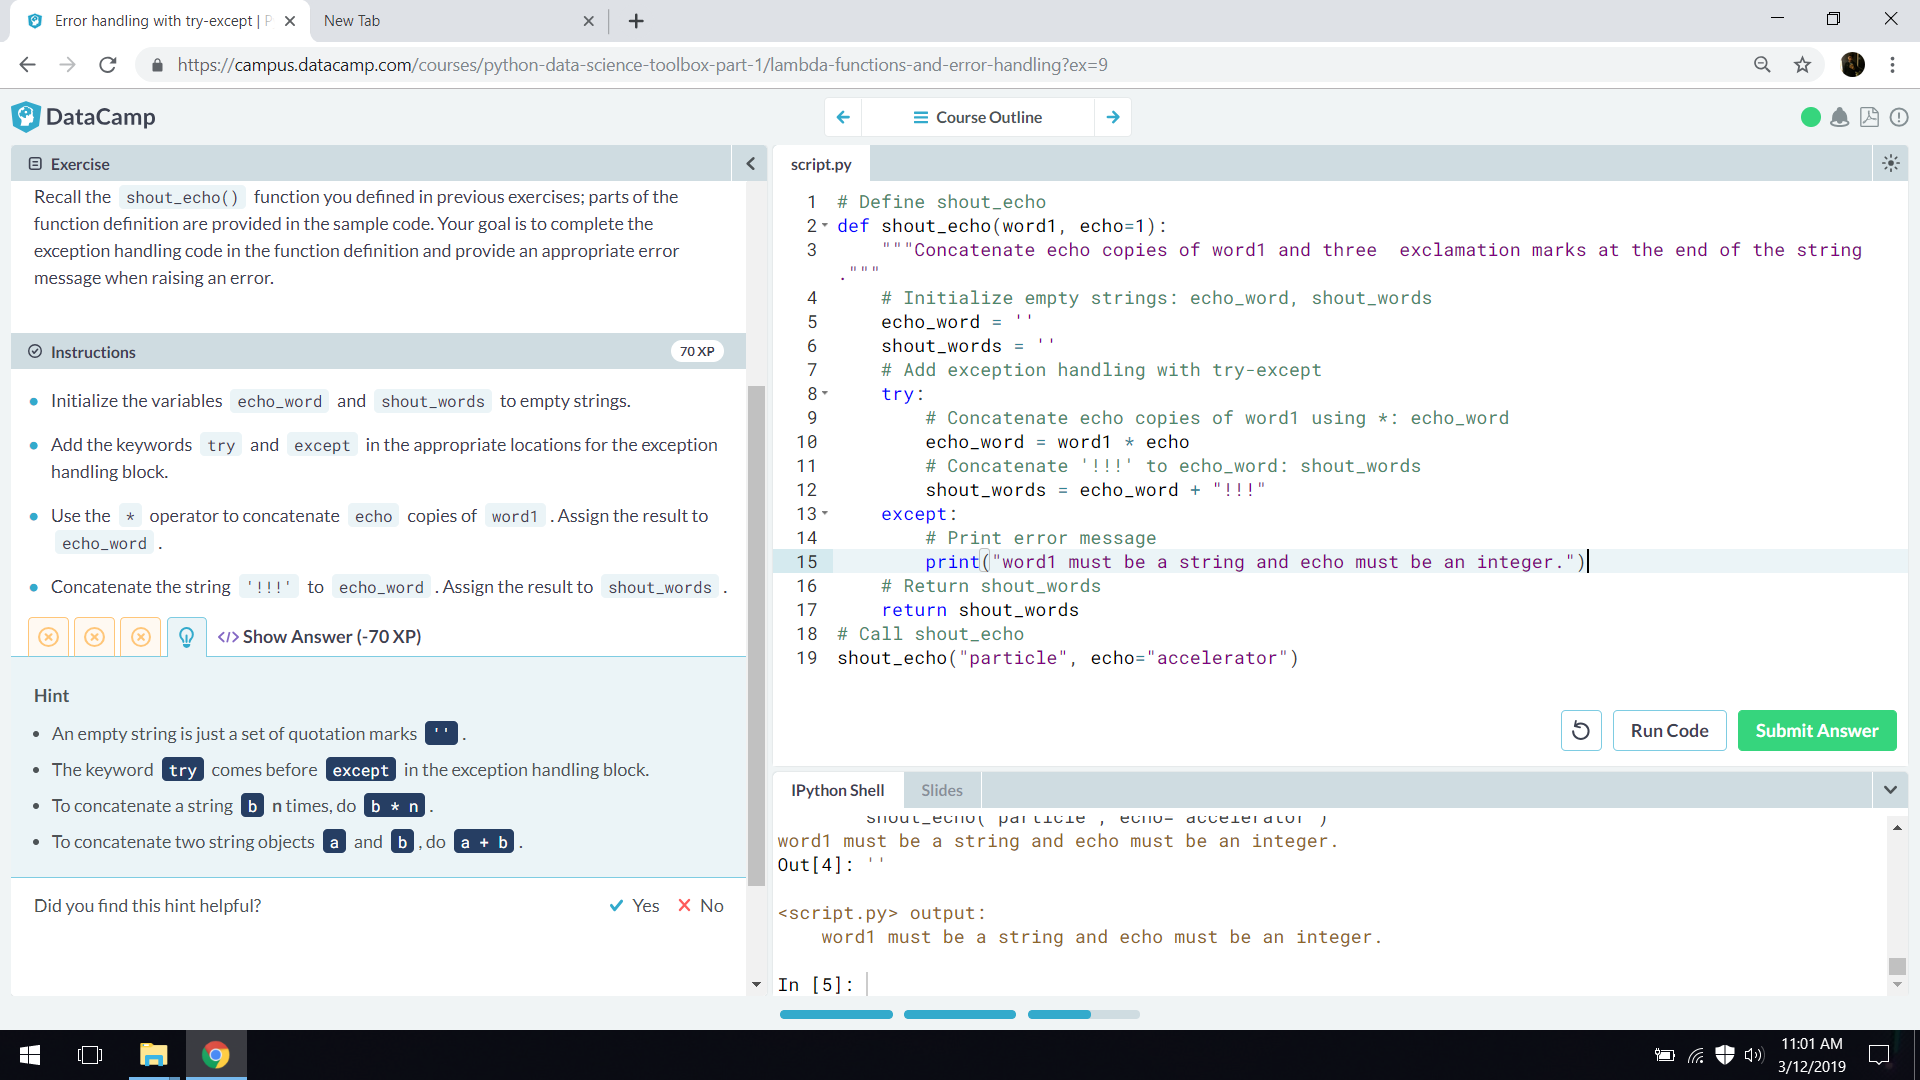 Error handling with try-except | P
New Tab
https://campus.datacamp.com/courses/python-data-science-toolbox-part-1/lambda-functions-and-error-handling?ex=9
DataCamp
Course Outline
Exercise
Recall the shout_echo() function you defined in previous exercises; parts of the
function definition are provided in the sample code. Your goal is to complete the
exception handling code in the function definition and provide an appropriate error
message when raising an error.
Instructions
70 XP
Initialize the variables echo_word and shout_words to empty strings.
Add the keywords try and except in the appropriate locations for the exception
handling block.
Use the * operator to concatenate echo copies of word1 . Assign the result to
echo_word .
Concatenate the string '!!!' to echo_word . Assign the result to shout_words .
</> Show Answer (-70 XP)
Hint
• An empty string is just a set of quotation marks '' .
• The keyword try comes before except in the exception handling block.
• To concatenate a string b n times, do b * n .
• To concatenate two string objects a and b , do a + b .
Did you find this hint helpful?
Yes
No
script.py
1 # Define shout_echo
2 def shout_echo(word1, echo=1):
3 """Concatenate echo copies of word1 and three  exclamation marks at the end of the string
."""
4 # Initialize empty strings: echo_word, shout_words
5 echo_word = ''
6 shout_words = ''
7 # Add exception handling with try-except
8 try:
9 # Concatenate echo copies of word1 using *: echo_word
10 echo_word = word1 * echo
11 # Concatenate '!!!' to echo_word: shout_words
12 shout_words = echo_word + "!!!"
13 except:
14 # Print error message
15 print("word1 must be a string and echo must be an integer.")
16 # Return shout_words
17 return shout_words
18 # Call shout_echo
19 shout_echo("particle", echo="accelerator")
Run Code
Submit Answer
IPython Shell
Slides
shout_echo("particle", echo="accelerator")
word1 must be a string and echo must be an integer.
Out[4]: ''
<script.py> output:
word1 must be a string and echo must be an integer.
In [5]:
11:01 AM
3/12/2019